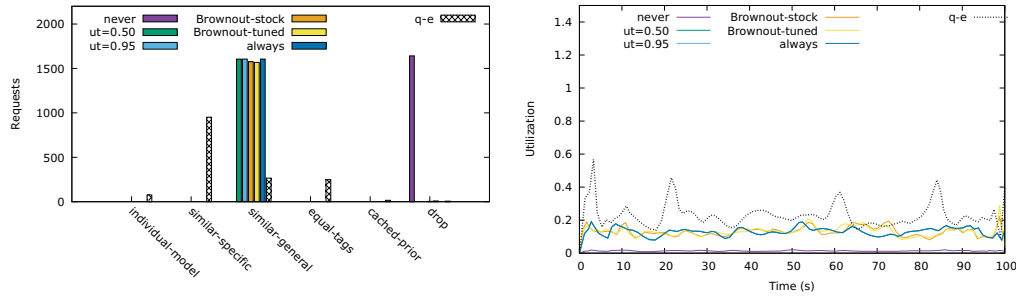 never
ut=0.50
ut=0.95
Brownout-stock
Brownout-tuned
always
q-e
2000
1500
1000
500
0
Requests
individual-model
similar-specific
similar-general
equal-tags
cached-prior
drop
never
ut=0.50
ut=0.95
Brownout-stock
Brownout-tuned
always
q-e
1.4
1.2
1
0.8
0.6
0.4
0.2
0
Utilization
0 10 20 30 40 50 60 70 80 90 100
Time (s)